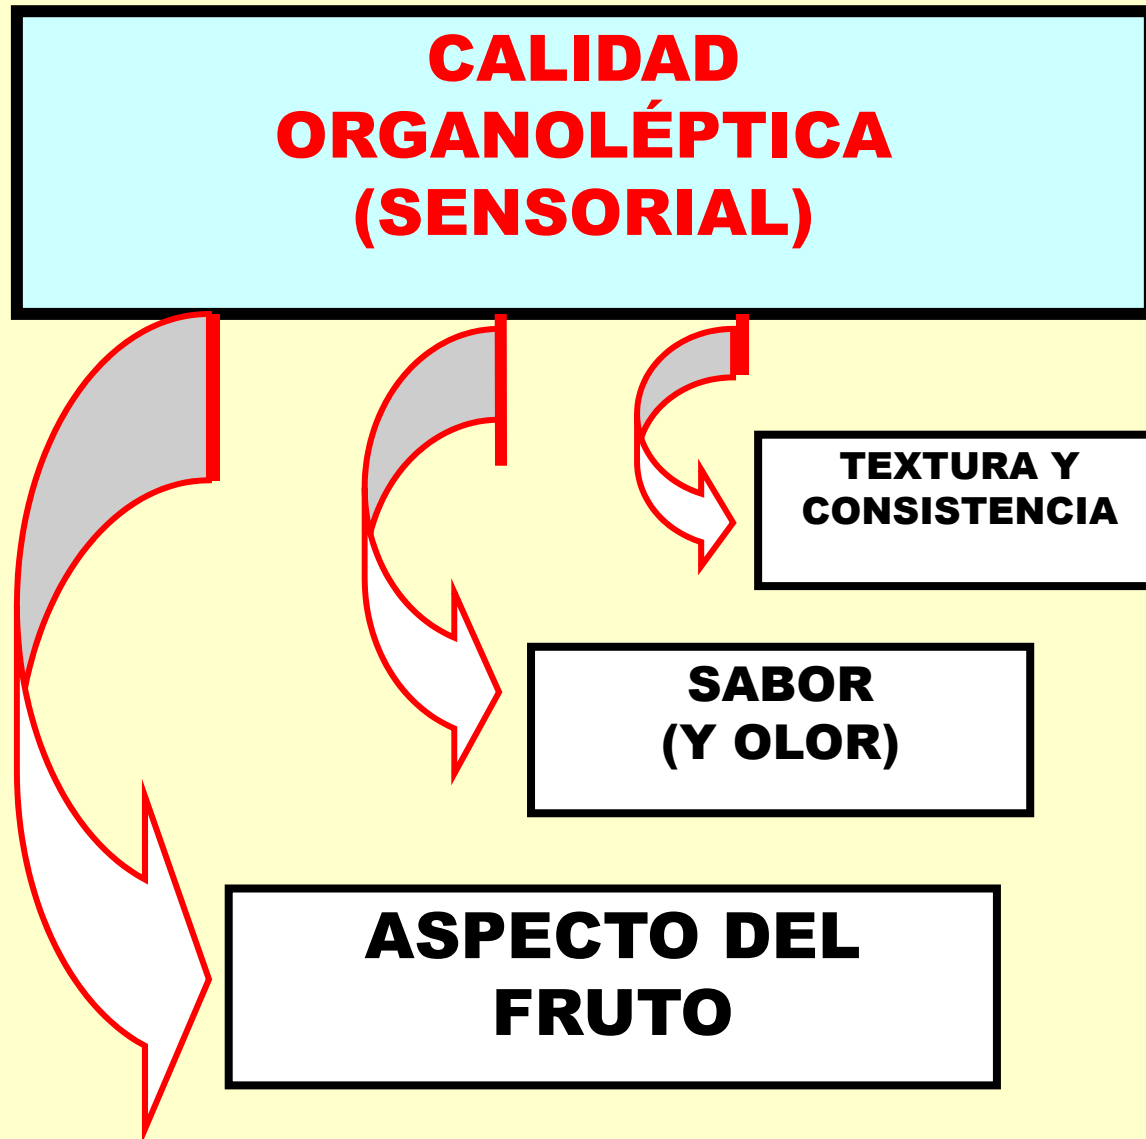 CALIDAD
ORGANOLÉPTICA
(SENSORIAL)
TEXTURA Y
CONSISTENCIA
SABOR
(Y OLOR)
ASPECTO DEL
FRUTO